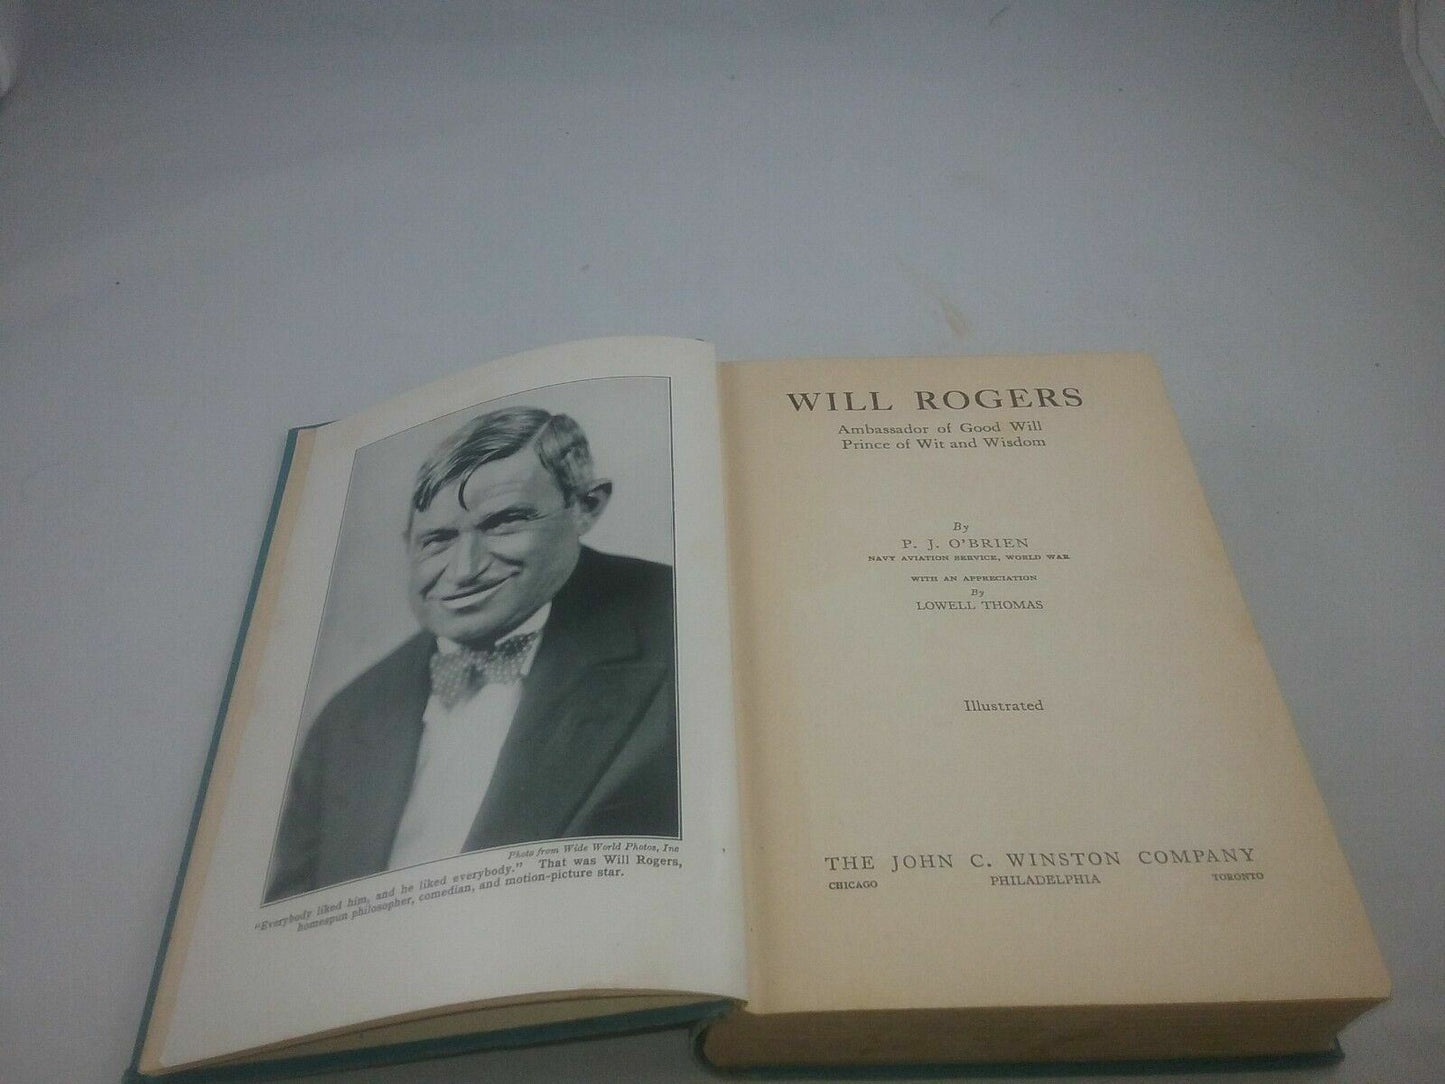 Photo from Wide World Photos, Inc
"Everybody liked him, and he liked everybody." That was Will Rogers,
homespun philosopher, comedian, and motion-picture star.
WILL ROGERS
Ambassador of Good Will
Prince of Wit and Wisdom
By
P. J. O'BRIEN
NAVY AVIATION SERVICE, WORLD WAR
WITH AN APPRECIATION
By
LOWELL THOMAS
Illustrated
THE JOHN C. WINSTON COMPANY
CHICAGO PHILADELPHIA TORONTO